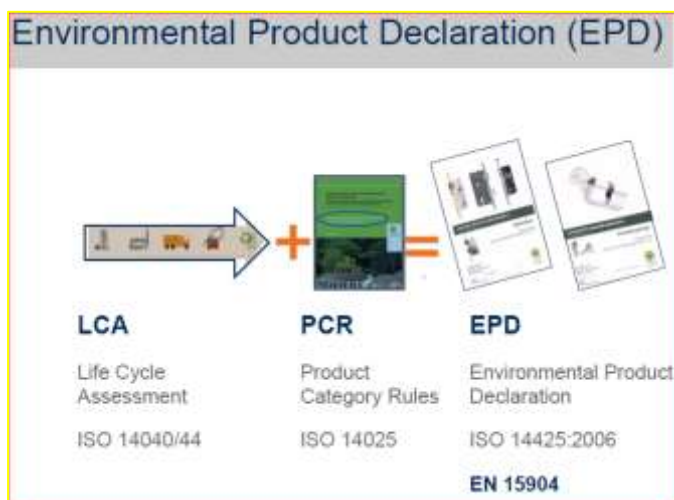 Environmental Product Declaration (EPD)
LCA
Life Cycle
Assessment
ISO 14040/44
PCR
Product
Category Rules
ISO 14025
EPD
Environmental Product
Declaration
ISO 14425:2006
EN 15904